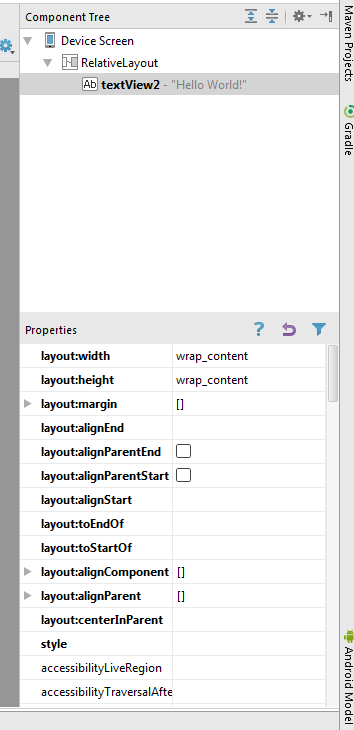 Component Tree
Device Screen
RelativeLayout
Ab textView2 - "Hello World!"
Properties
?
layout:width wrap_content
layout:height wrap_content
layout:margin []
layout:alignEnd
layout:alignParentEnd
layout:alignParentStart
layout:alignStart
layout:toEndOf
layout:toStartOf
layout:alignComponent []
layout:alignParent []
layout:centerInParent
style
accessibilityLiveRegion
accessibilityTraversalAfte
Maven Projects
Gradle
Android Model